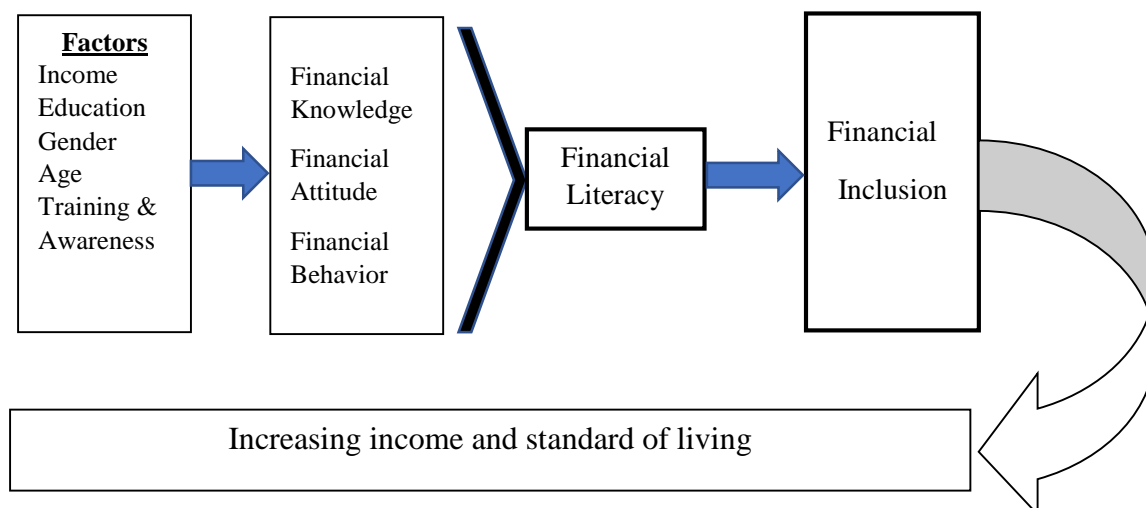 Factors
Income
Education
Gender
Age
Training &
Awareness
Financial
Knowledge
Financial
Attitude
Financial
Behavior
Financial
Literacy
Financial
Inclusion
Increasing income and standard of living